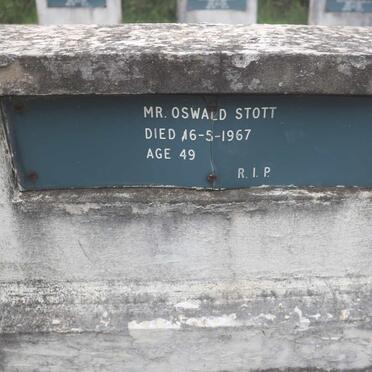 MR. OSWALD STOTT
DIED 16-5-1967
AGE 49
R.I.P.